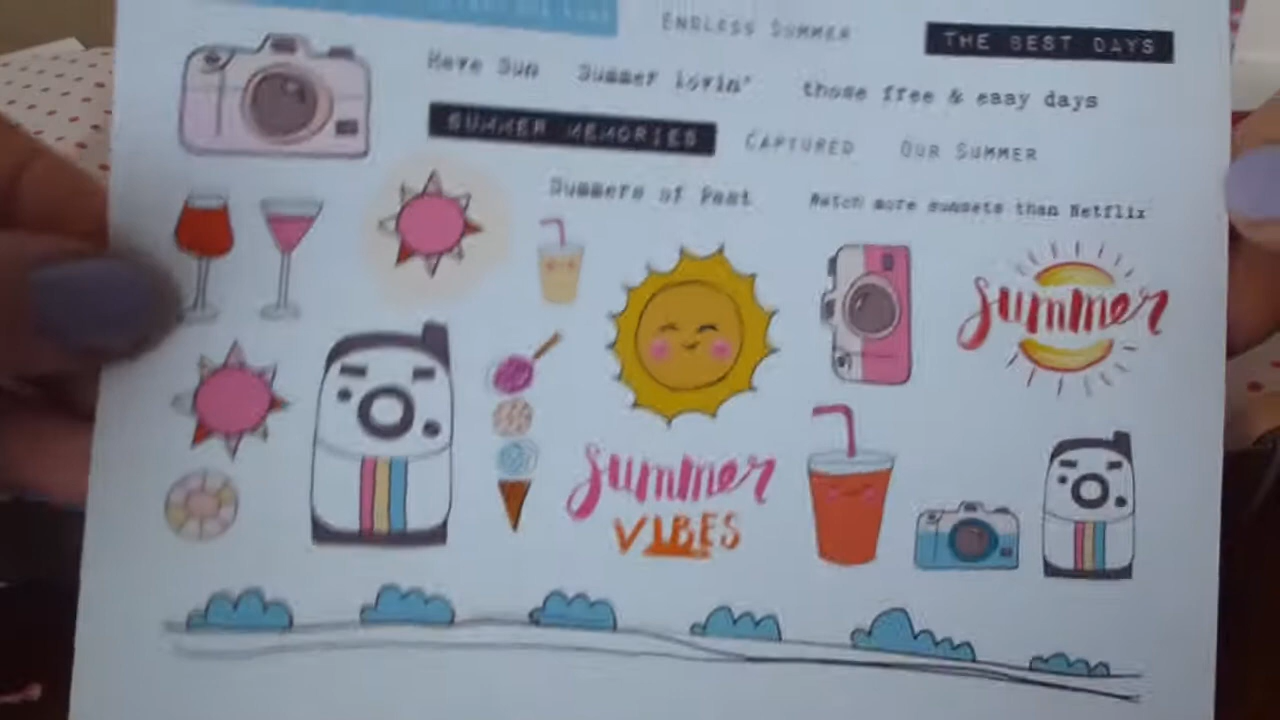 ENDLESS SUMMER
THE BEST DAYS
Have Sun
Summer Lovin'
those free & easy days
SUMMER MEMORIES
CAPTURED
OUR SUMMER
Summers of Past
Watch more sunsets than Netflix
summer
summer
VIBES